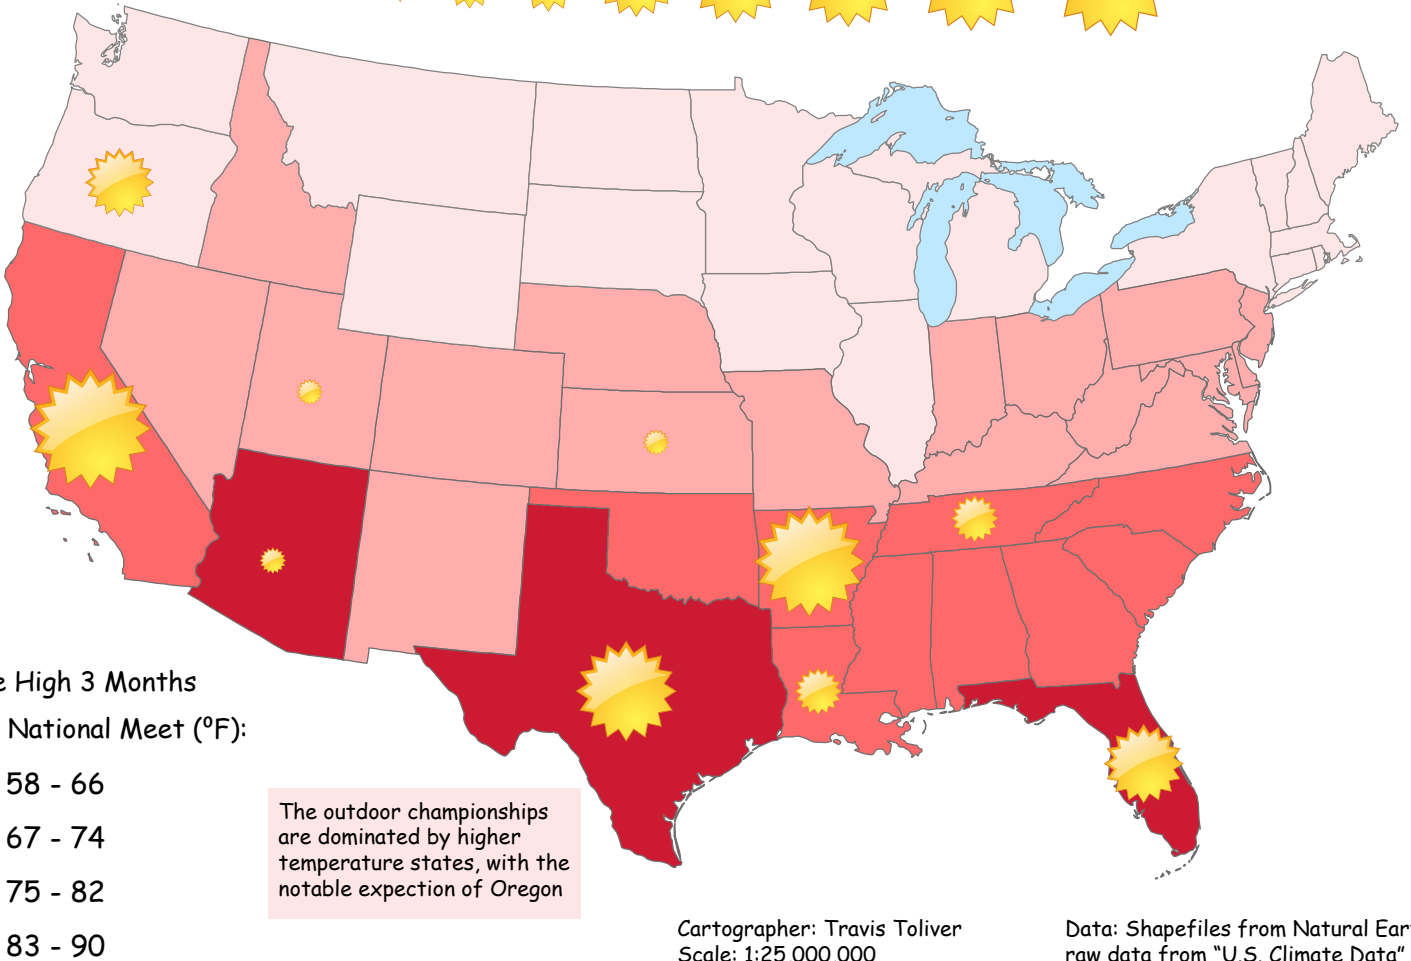 High 3 Months
National Meet (°F):
58 - 66
67 - 74
75 - 82
83 - 90
The outdoor championships
are dominated by higher
temperature states, with the
notable expection of Oregon
Cartographer: Travis Toliver
Scale: 1:25 000 000
Data: Shapefiles from Natural
raw data from “U.S. Climate Data”